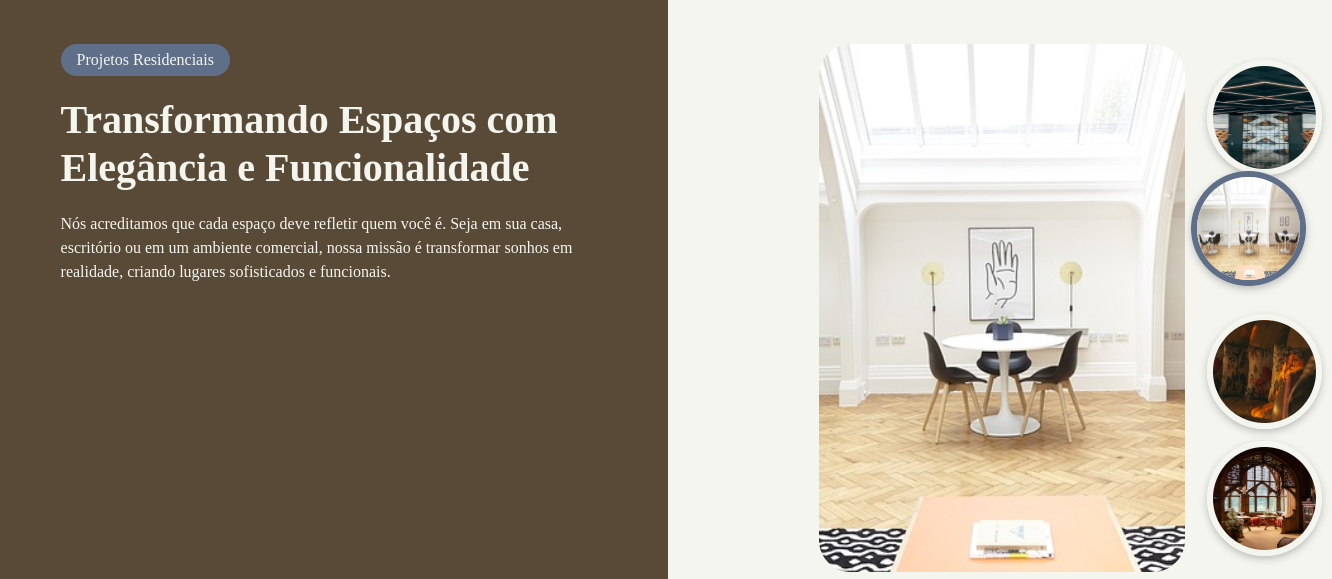 Projetos Residenciais
Transformando Espaços com
Elegância e Funcionalidade
Nós acreditamos que cada espaço deve refletir quem você é. Seja em sua casa,
escritório ou em um ambiente comercial, nossa missão é transformar sonhos em
realidade, criando lugares sofisticados e funcionais.